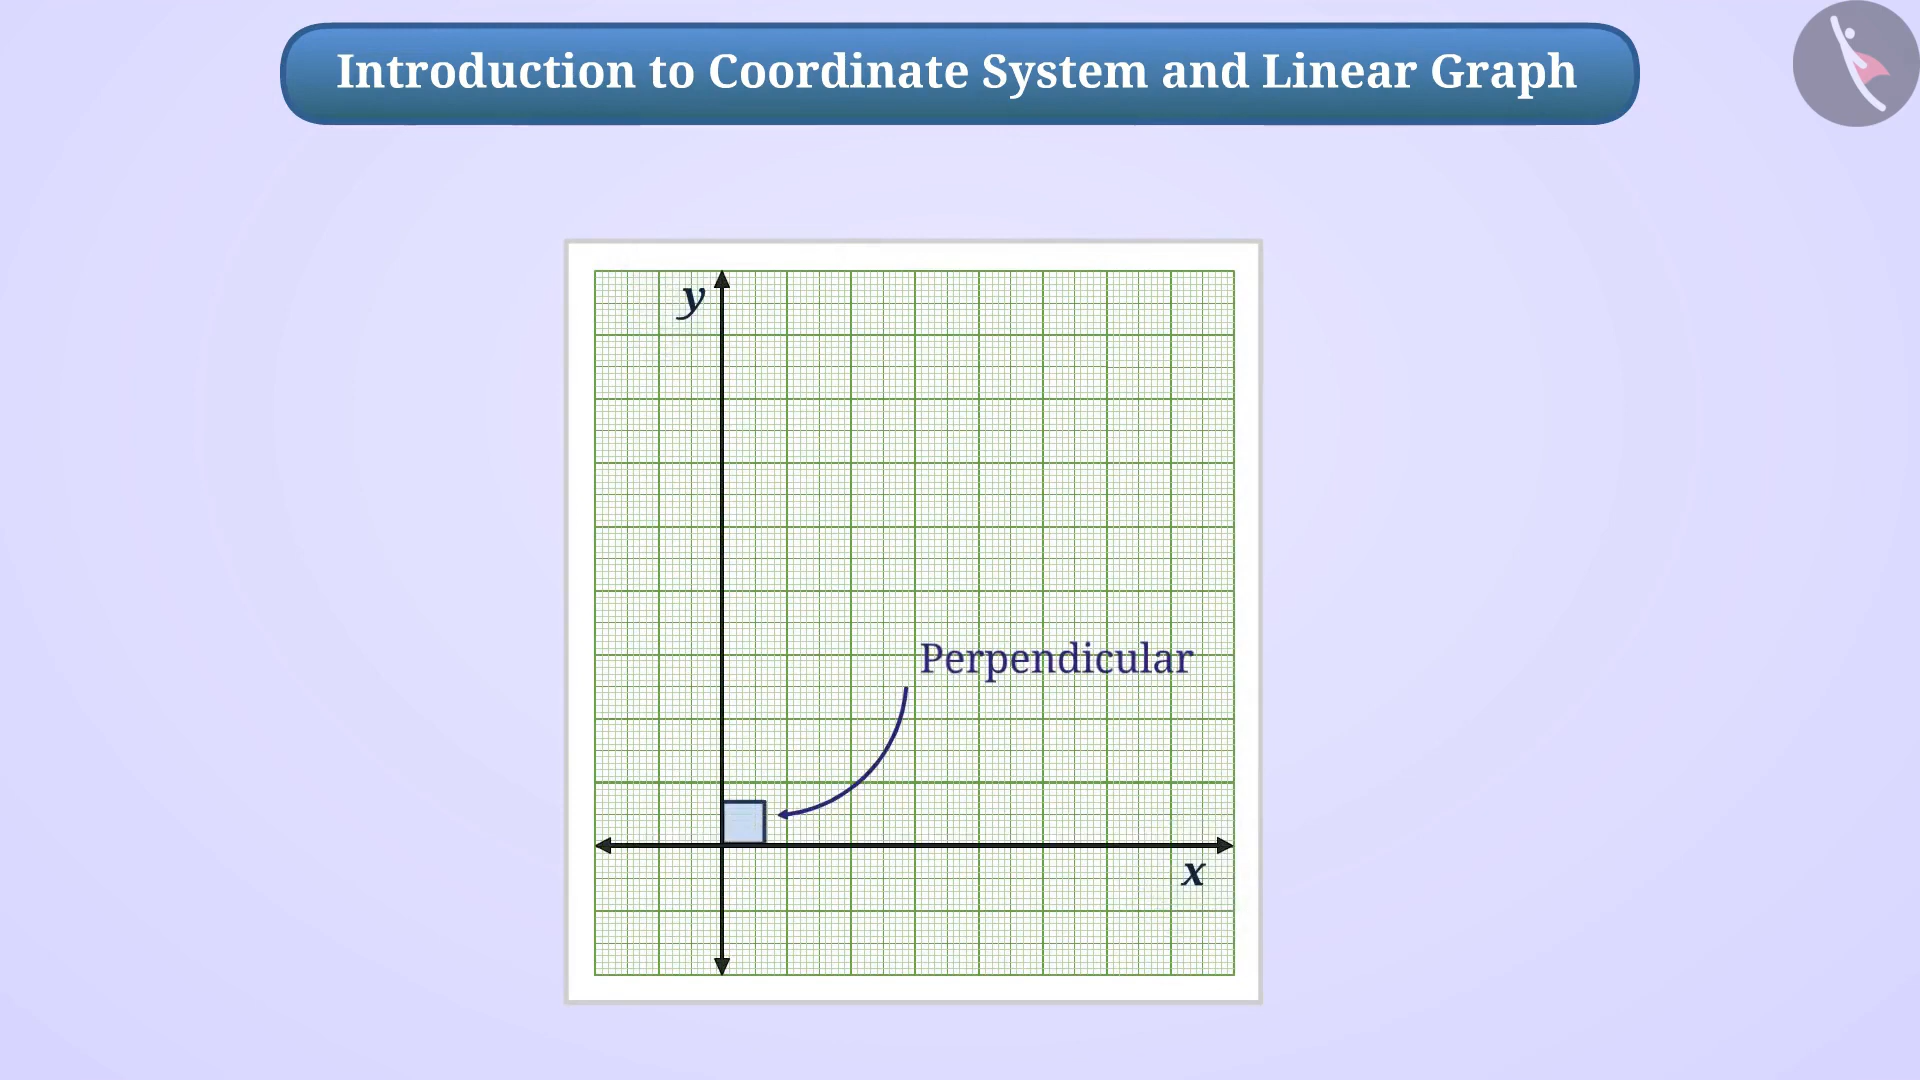 Introduction to Coordinate System and Linear Graph
y
Perpendicular
x